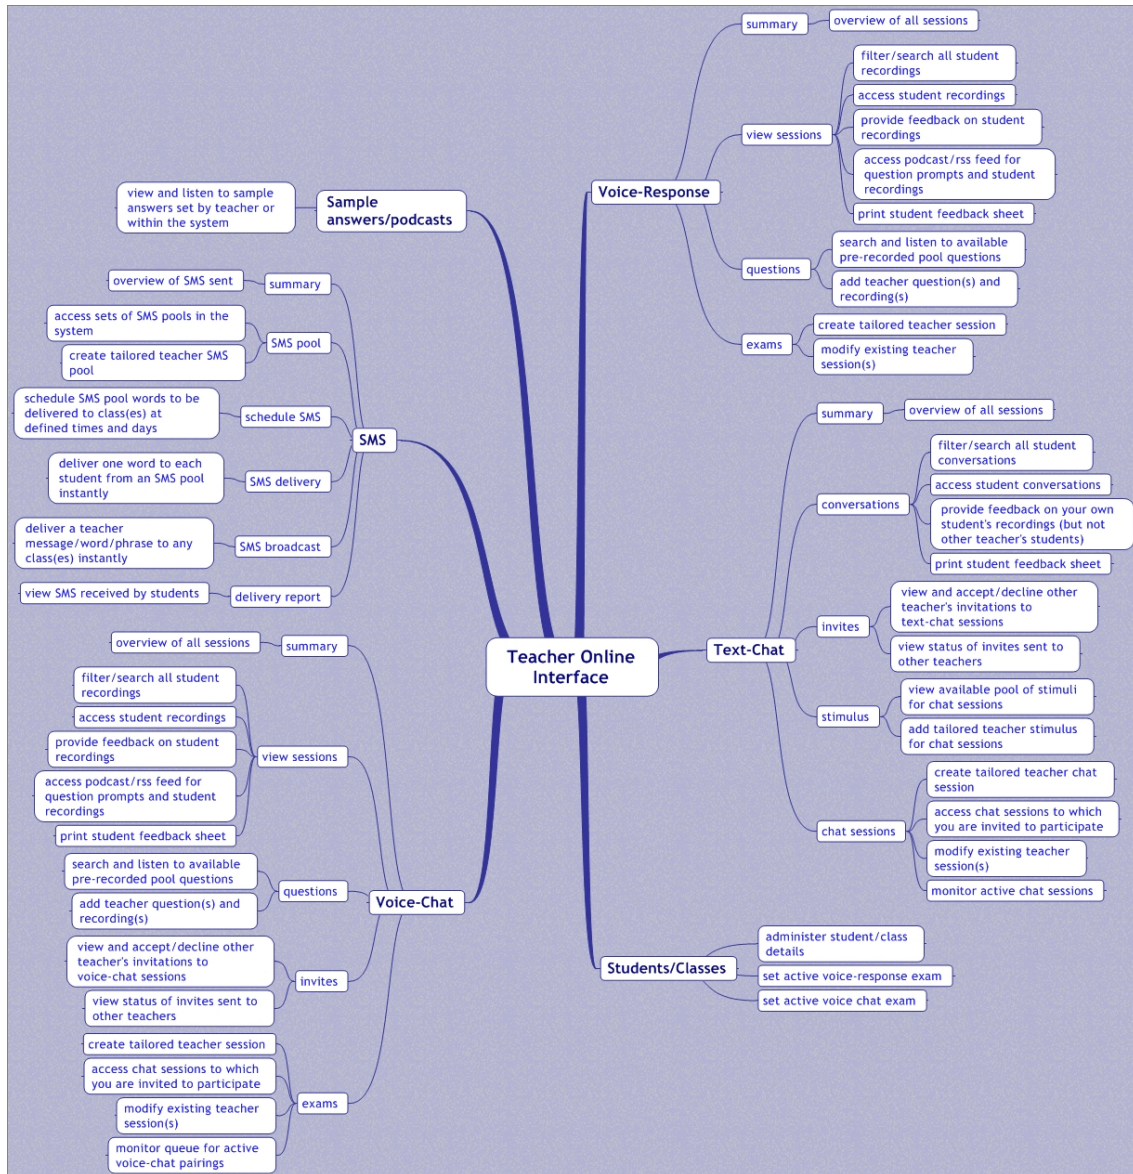 Teacher Online
Interface
Voice-Response
summary
overview of all sessions
view sessions
filter/search all student
recordings
access student recordings
provide feedback on student
recordings
access podcast/rss feed for
question prompts and student
recordings
print student feedback sheet
questions
search and listen to available
pre-recorded pool questions
add teacher question(s) and
recording(s)
exams
create tailored teacher session
modify existing teacher
session(s)
Text-Chat
summary
overview of all sessions
conversations
filter/search all student
conversations
access student conversations
provide feedback on your own
student's recordings (but not
other teacher's students)
print student feedback sheet
invites
view and accept/decline other
teacher's invitations to
text-chat sessions
view status of invites sent to
other teachers
stimulus
view available pool of stimuli
for chat sessions
add tailored teacher stimulus
for chat sessions
chat sessions
create tailored teacher chat
session
access chat sessions to which
you are invited to participate
modify existing teacher
session(s)
monitor active chat sessions
Students/Classes
administer student/class
details
set active voice-response exam
set active voice chat exam
Sample
answers/podcasts
view and listen to sample
answers set by teacher or
within the system
SMS
summary
overview of SMS sent
SMS pool
access sets of SMS pools in the
system
create tailored teacher SMS
pool
schedule SMS
schedule SMS pool words to be
delivered to class(es) at
defined times and days
SMS delivery
deliver one word to each
student from an SMS pool
instantly
SMS broadcast
deliver a teacher
message/word/phrase to any
class(es) instantly
delivery report
view SMS received by students
Voice-Chat
summary
overview of all sessions
view sessions
filter/search all student
recordings
access student recordings
provide feedback on student
recordings
access podcast/rss feed for
question prompts and student
recordings
print student feedback sheet
questions
search and listen to available
pre-recorded pool questions
add teacher question(s) and
recording(s)
invites
view and accept/decline other
teacher's invitations to
voice-chat sessions
view status of invites sent to
other teachers
exams
create tailored teacher session
access chat sessions to which
you are invited to participate
modify existing teacher
session(s)
monitor queue for active
voice-chat pairings